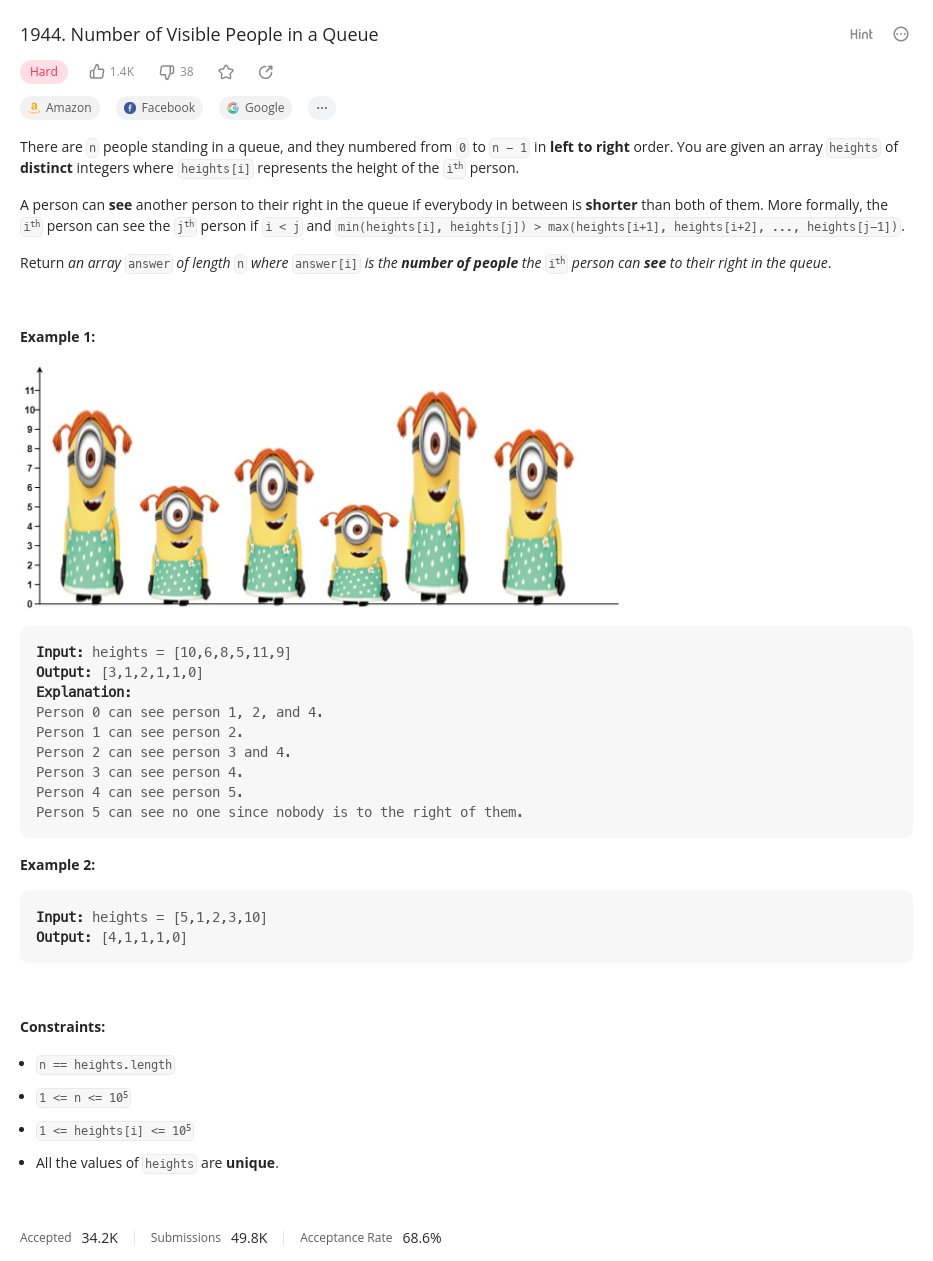 1944. Number of Visible People in a Queue
Hint
Hard
1.4K
38
Amazon
Facebook
Google
There are n people standing in a queue, and they numbered from 0 to n - 1 in left to right order. You are given an array heights of
distinct integers where heights[i] represents the height of the ith person.
A person can see another person to their right in the queue if everybody in between is shorter than both of them. More formally, the
ith person can see the jth person if i < j and min(heights[i], heights[j]) > max(heights[i+1], heights[i+2], ..., heights[j-1]).
Return an array answer of length n where answer[i] is the number of people the ith person can see to their right in the queue.
Example 1:
11
10
9
8
7
6
5
4
3
2
1
0
Input: heights = [10,6,8,5,11,9]
Output: [3,1,2,1,1,0]
Explanation:
Person 0 can see person 1, 2, and 4.
Person 1 can see person 2.
Person 2 can see person 3 and 4.
Person 3 can see person 4.
Person 4 can see person 5.
Person 5 can see no one since nobody is to the right of them.
Example 2:
Input: heights = [5,1,2,3,10]
Output: [4,1,1,1,0]
Constraints:
n == heights.length
1 <= n <= 10^5
1 <= heights[i] <= 10^5
All the values of heights are unique.
Accepted 34.2K Submissions 49.8K Acceptance Rate 68.6%